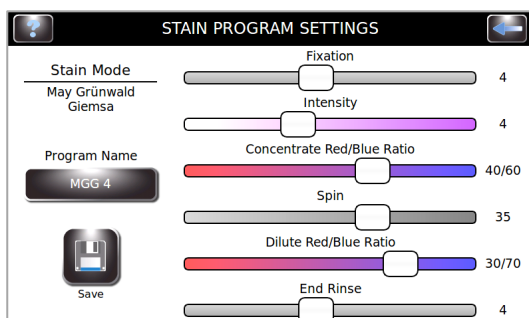 ?
STAIN PROGRAM SETTINGS
Stain Mode
May Grünwald
Giemsa
Program Name
MGG 4
Save
Fixation
4
Intensity
4
Concentrate Red/Blue Ratio
40/60
Spin
35
Dilute Red/Blue Ratio
30/70
End Rinse
4